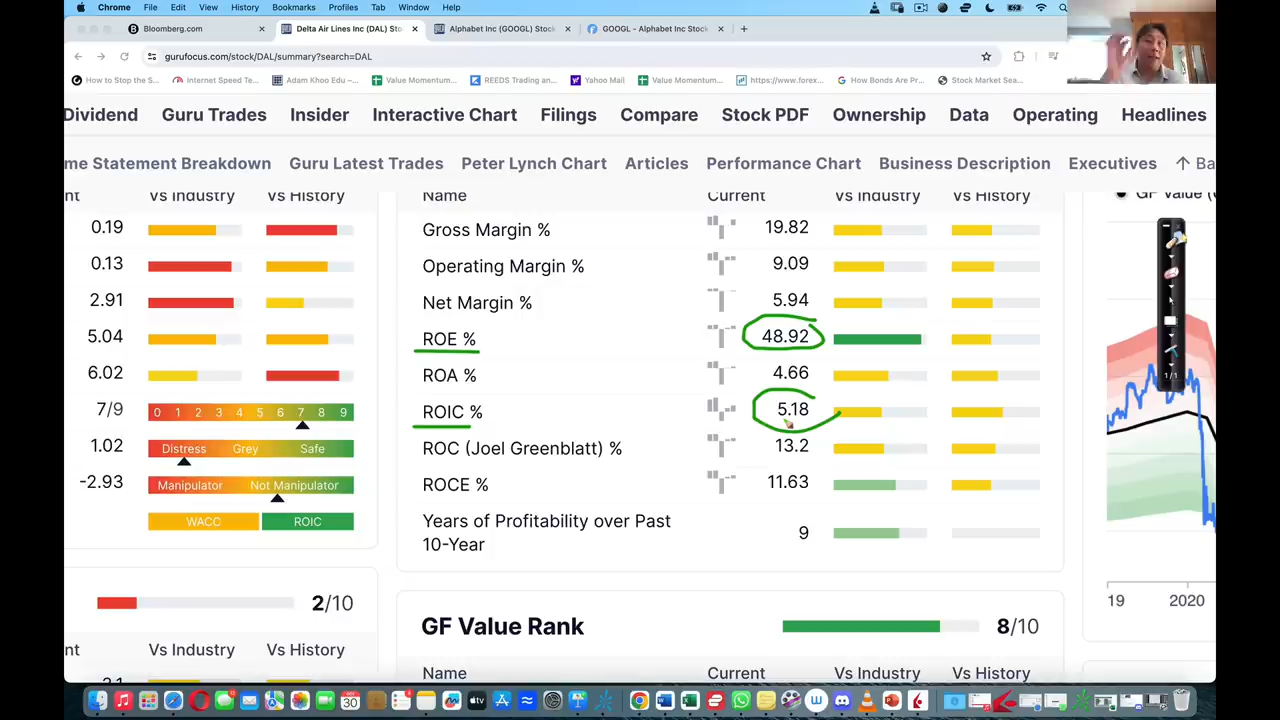 Chrome File Edit View History Bookmarks Profiles Tab Window Help
Bloomberg.com Delta Air Lines Inc (DAL) Sto Alphabet Inc (GOOGL) Stock GOOGL - Alphabet Inc Stock
gurufocus.com/stock/DAL/summary?search=DAL
How to Stop the S... Internet Speed Te... Adam Khoo Edu –... Value Momentum... REEDS Trading an... Yahoo Mail Value Momentum... https://www.forex... How Bonds Are Pr... Stock Market Sea...
Dividend Guru Trades Insider Interactive Chart Filings Compare Stock PDF Ownership Data Operating Headlines
me Statement Breakdown Guru Latest Trades Peter Lynch Chart Articles Performance Chart Business Description Executives Ba
nt Vs Industry Vs History
0.19
0.13
2.91
5.04
6.02
7/9 0 1 2 3 4 5 6 7 8 9
1.02 Distress Grey Safe
-2.93 Manipulator Not Manipulator
WACC ROIC
2/10
nt Vs Industry Vs History
Name Current Vs Industry Vs History
Gross Margin % 19.82
Operating Margin % 9.09
Net Margin % 5.94
ROE % 48.92
ROA % 4.66
ROIC % 5.18
ROC (Joel Greenblatt) % 13.2
ROCE % 11.63
Years of Profitability over Past
10-Year 9
GF Value Rank 8/10
Name Current Vs Industry Vs History
GF Value (
1/1
19 2020
OCT
30